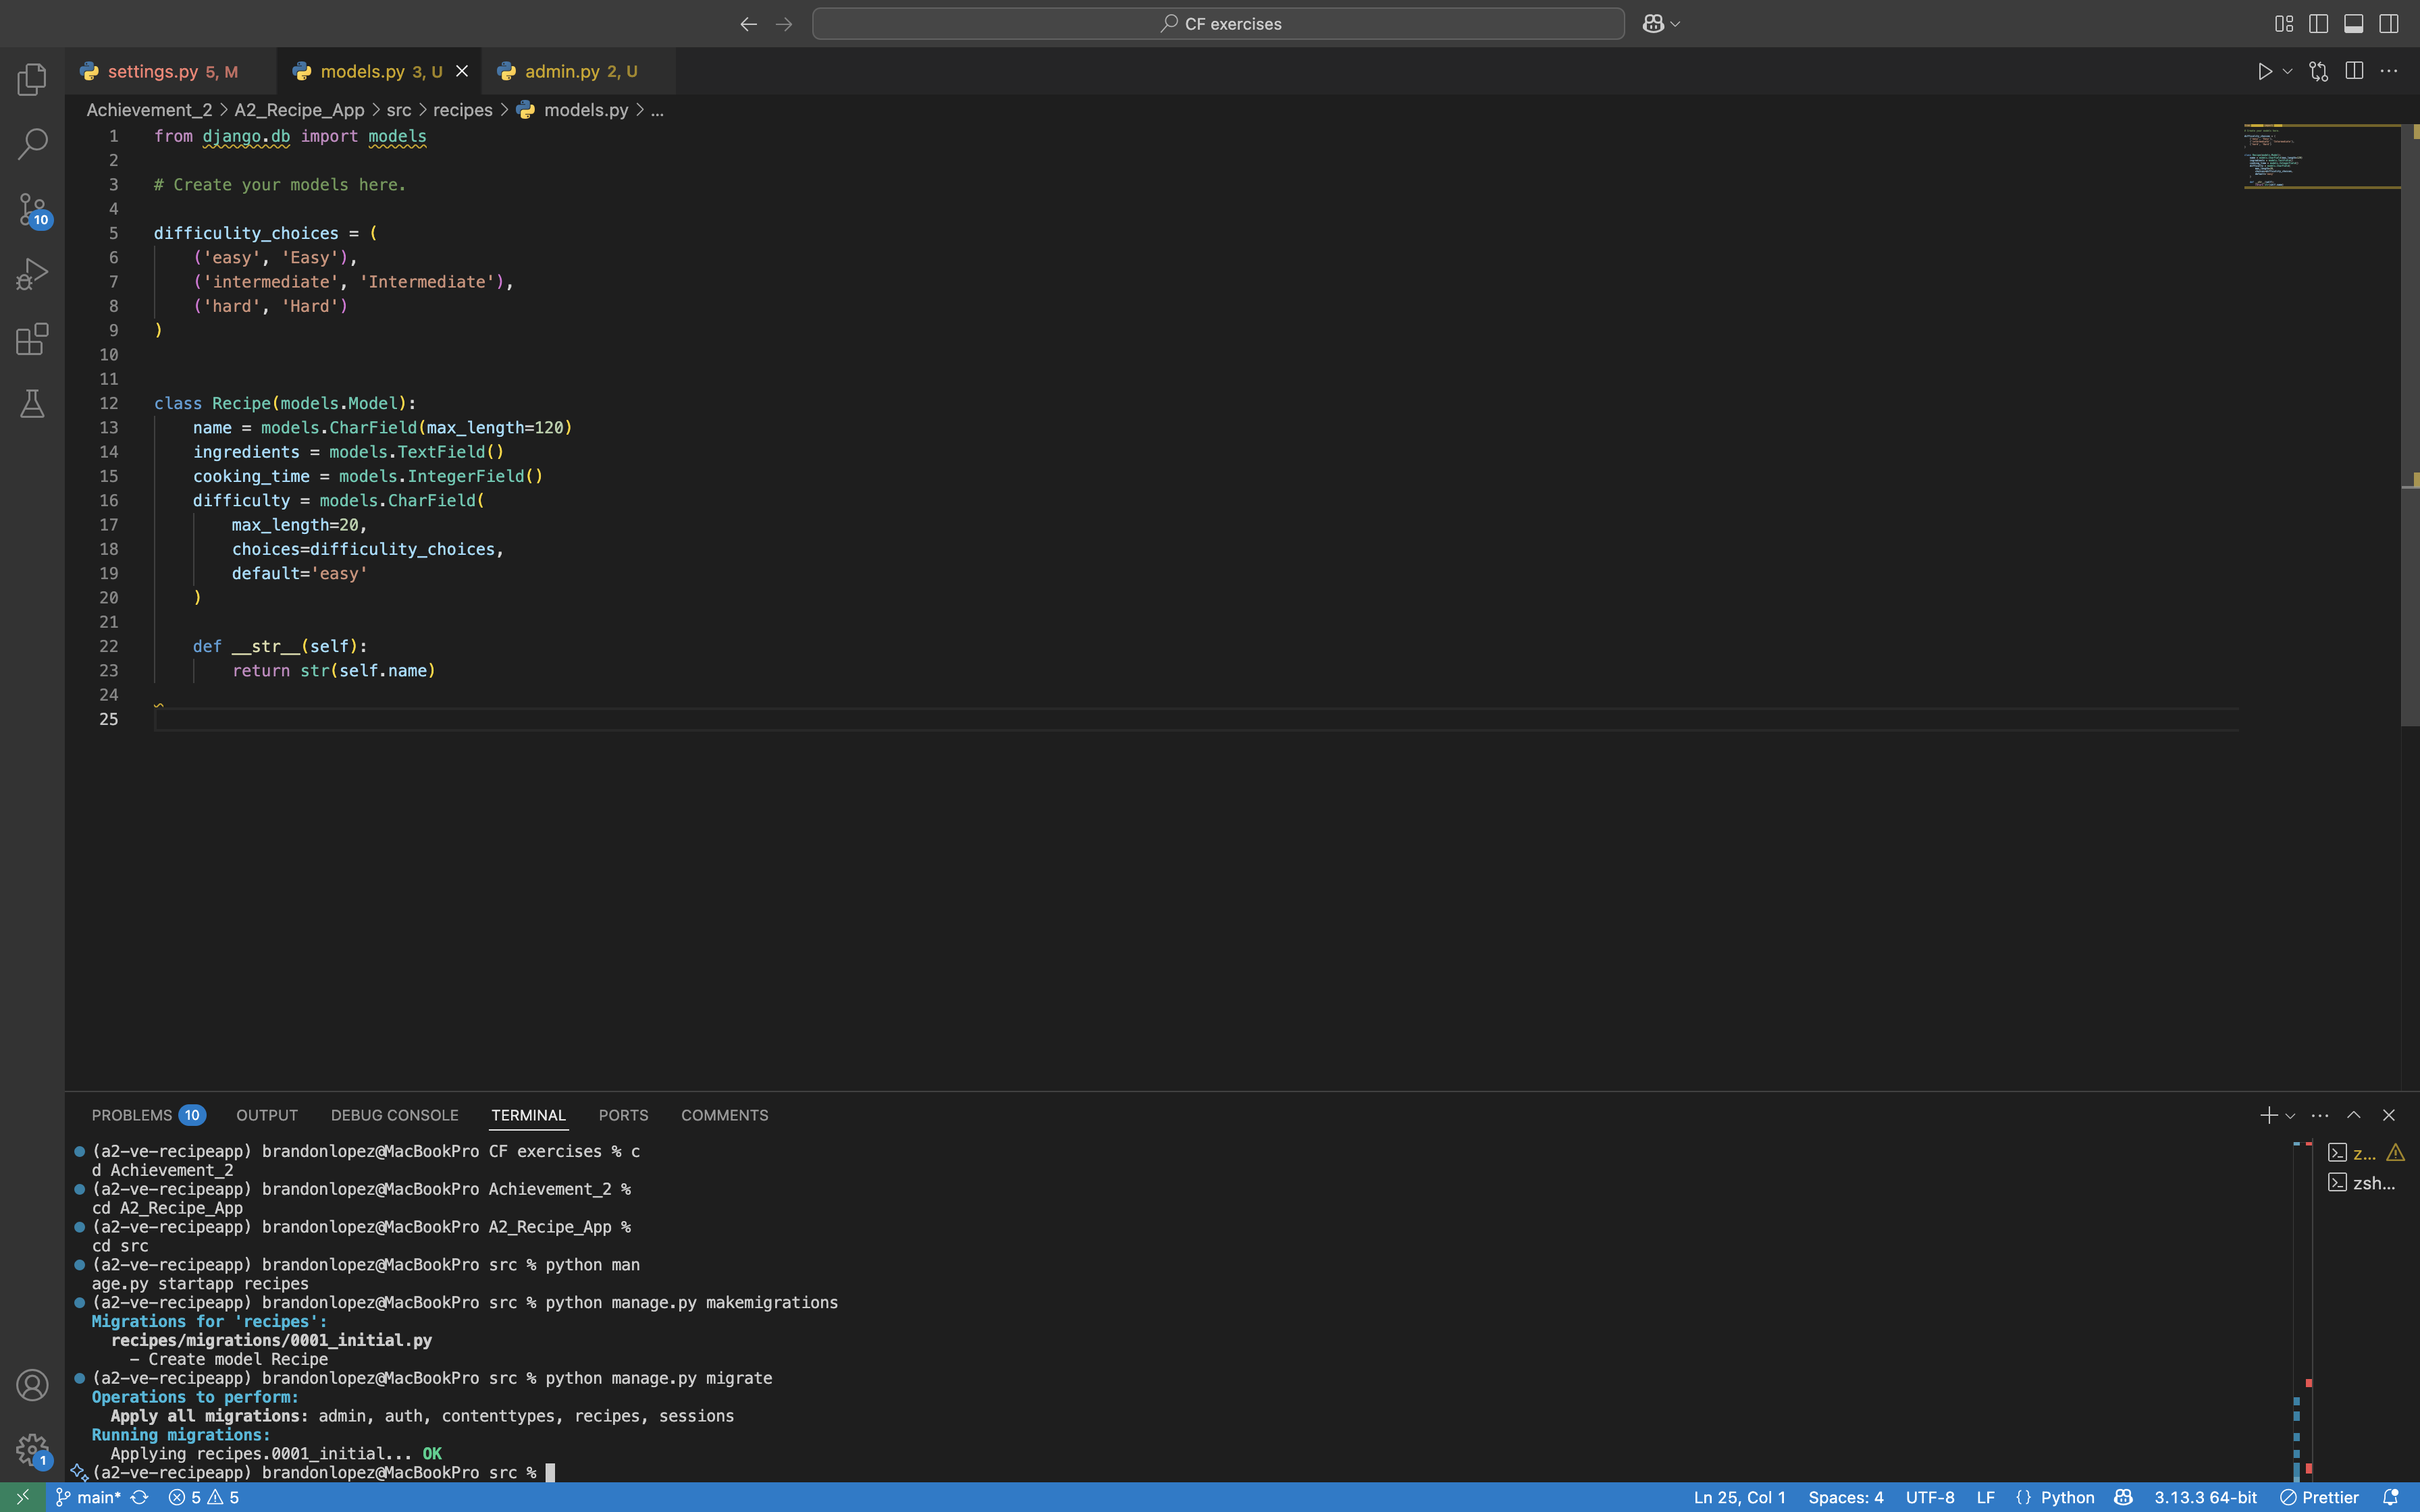 CF exercises
settings.py 5, M
models.py 3, U
admin.py 2, U
Achievement_2 > A2_Recipe_App > src > recipes > models.py > ...
1 from django.db import models
2
3 # Create your models here.
4
5 difficulity_choices = (
6 ('easy', 'Easy'),
7 ('intermediate', 'Intermediate'),
8 ('hard', 'Hard')
9 )
10
11
12 class Recipe(models.Model):
13 name = models.CharField(max_length=120)
14 ingredients = models.TextField()
15 cooking_time = models.IntegerField()
16 difficulty = models.CharField(
17 max_length=20,
18 choices=difficulity_choices,
19 default='easy'
20 )
21
22 def __str__(self):
23 return str(self.name)
24
25
10
PROBLEMS 10 OUTPUT DEBUG CONSOLE TERMINAL PORTS COMMENTS
(a2-ve-recipeapp) brandonlopez@MacBookPro CF exercises % c
d Achievement_2
(a2-ve-recipeapp) brandonlopez@MacBookPro Achievement_2 %
cd A2_Recipe_App
(a2-ve-recipeapp) brandonlopez@MacBookPro A2_Recipe_App %
cd src
(a2-ve-recipeapp) brandonlopez@MacBookPro src % python man
age.py startapp recipes
(a2-ve-recipeapp) brandonlopez@MacBookPro src % python manage.py makemigrations
Migrations for 'recipes':
recipes/migrations/0001_initial.py
- Create model Recipe
(a2-ve-recipeapp) brandonlopez@MacBookPro src % python manage.py migrate
Operations to perform:
Apply all migrations: admin, auth, contenttypes, recipes, sessions
Running migrations:
Applying recipes.0001_initial... OK
(a2-ve-recipeapp) brandonlopez@MacBookPro src %
z...
zsh...
1
main* 5 5
Ln 25, Col 1 Spaces: 4 UTF-8 LF {} Python 3.13.3 64-bit Prettier